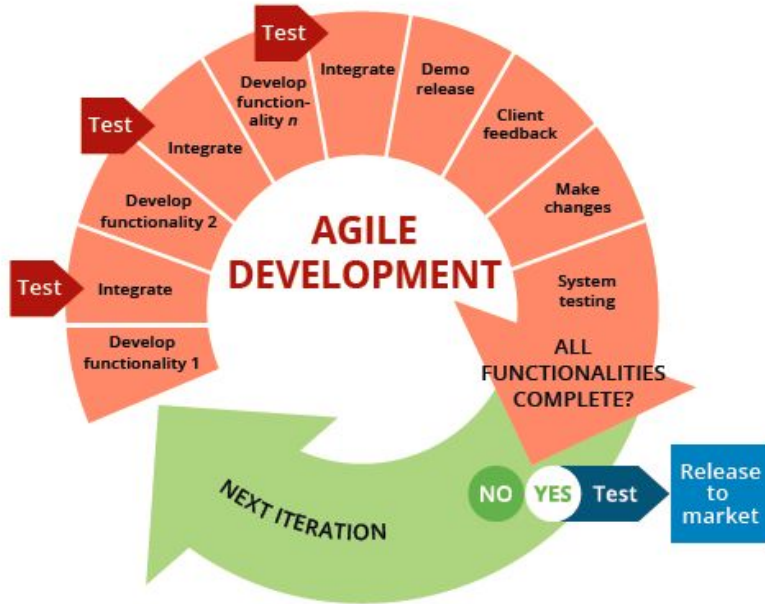 AGILE
DEVELOPMENT
Develop
functionality 1
Test
Integrate
Develop
functionality 2
Test
Integrate
Develop
function-
ality n
Test
Integrate
Demo
release
Client
feedback
Make
changes
System
testing
ALL
FUNCTIONALITIES
COMPLETE?
NO
YES
Test
Release
to
market
NEXT ITERATION